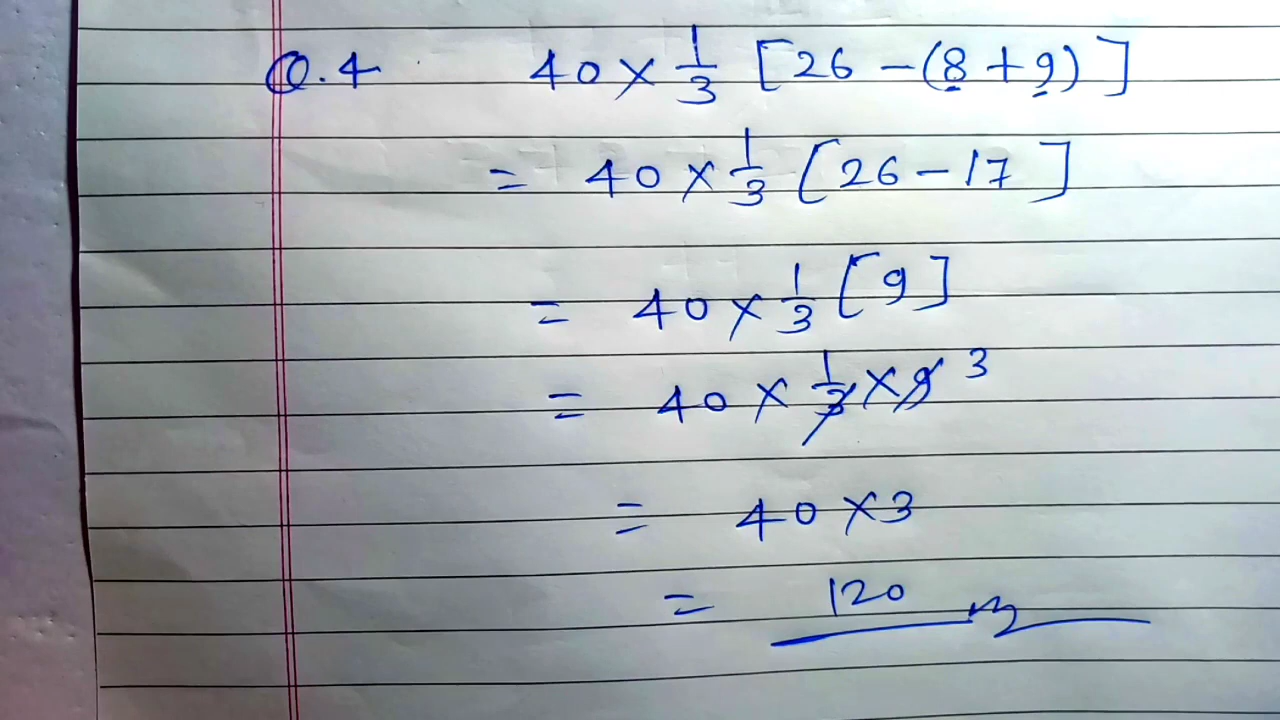 Q.4 40 × 1/3 [26 - (8 + 9)]
= 40 × 1/3 [26 - 17]
= 40 × 1/3 [9]
= 40 × 1/3 × 9 3
= 40 × 3
= 120